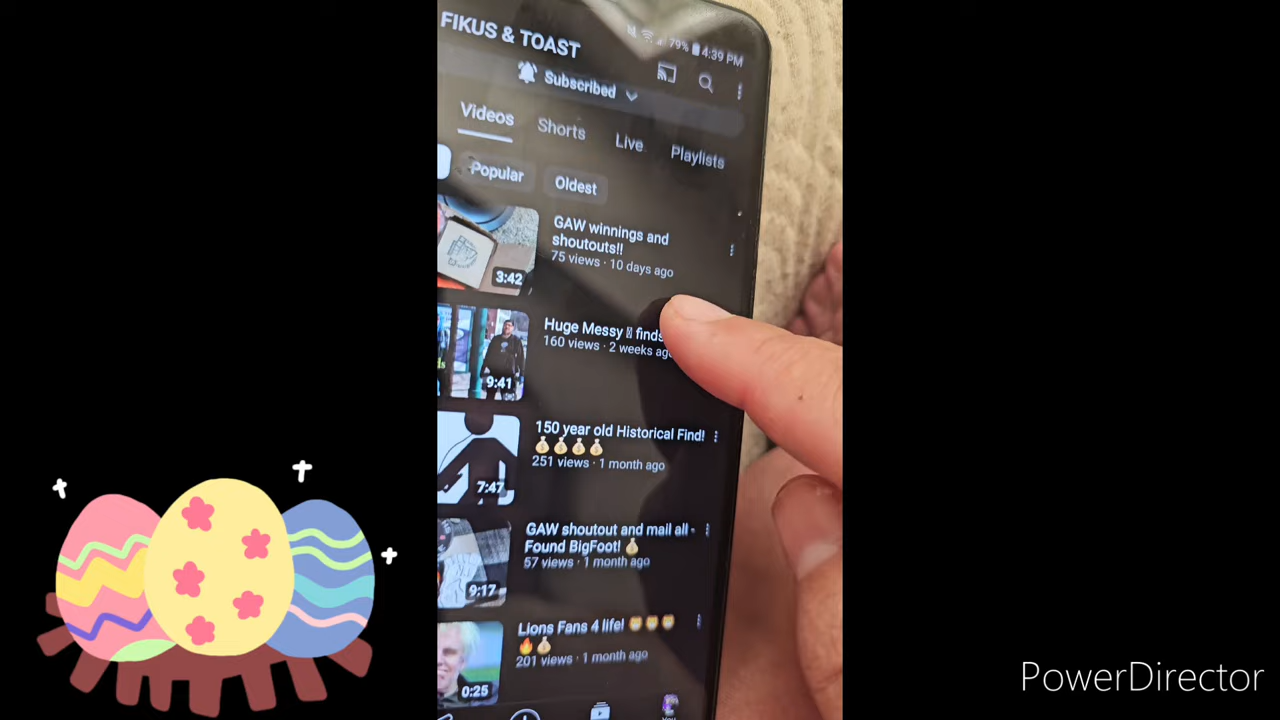 FIKUS & TOAST
79% 4:39 PM
Subscribed
Videos Shorts Live Playlists
Popular Oldest
GAW winnings and
shoutouts!!
75 views · 10 days ago
3:42
Huge Messy finds
160 views · 2 weeks ago
9:41
150 year old Historical Find!
💰💰💰💰
251 views · 1 month ago
7:47
GAW shoutout and mail all -
Found BigFoot! 💰
57 views · 1 month ago
9:17
Lions Fans 4 life! 🦁🦁🦁
🔥💰
201 views · 1 month ago
0:25
You
PowerDirector